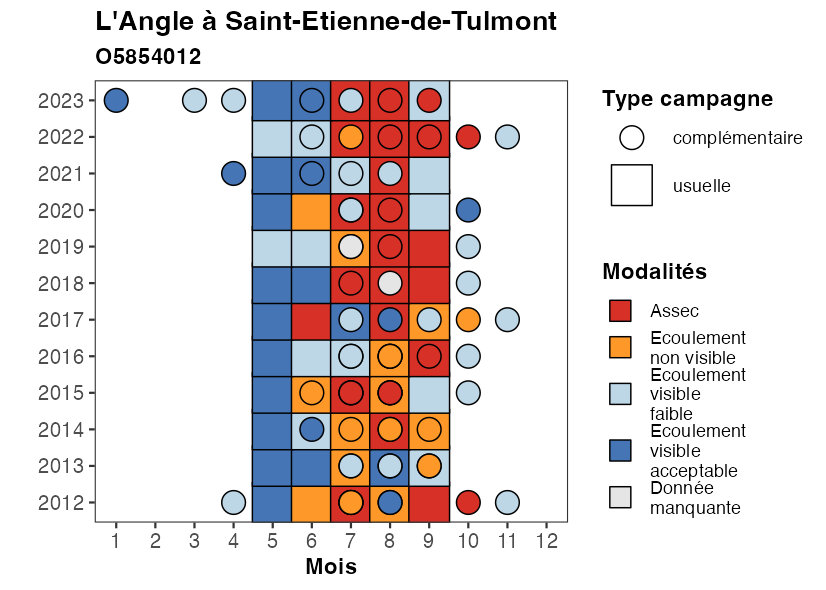 L'Angle à Saint-Etienne-de-Tulmont
O5854012
2023
2022
2021
2020
2019
2018
2017
2016
2015
2014
2013
2012
1 2 3 4 5 6 7 8 9 10 11 12
Mois
Type campagne
complémentaire
usuelle
Modalités
Assec
Ecoulement
non visible
Ecoulement
visible
faible
Ecoulement
visible
acceptable
Donnée
manquante